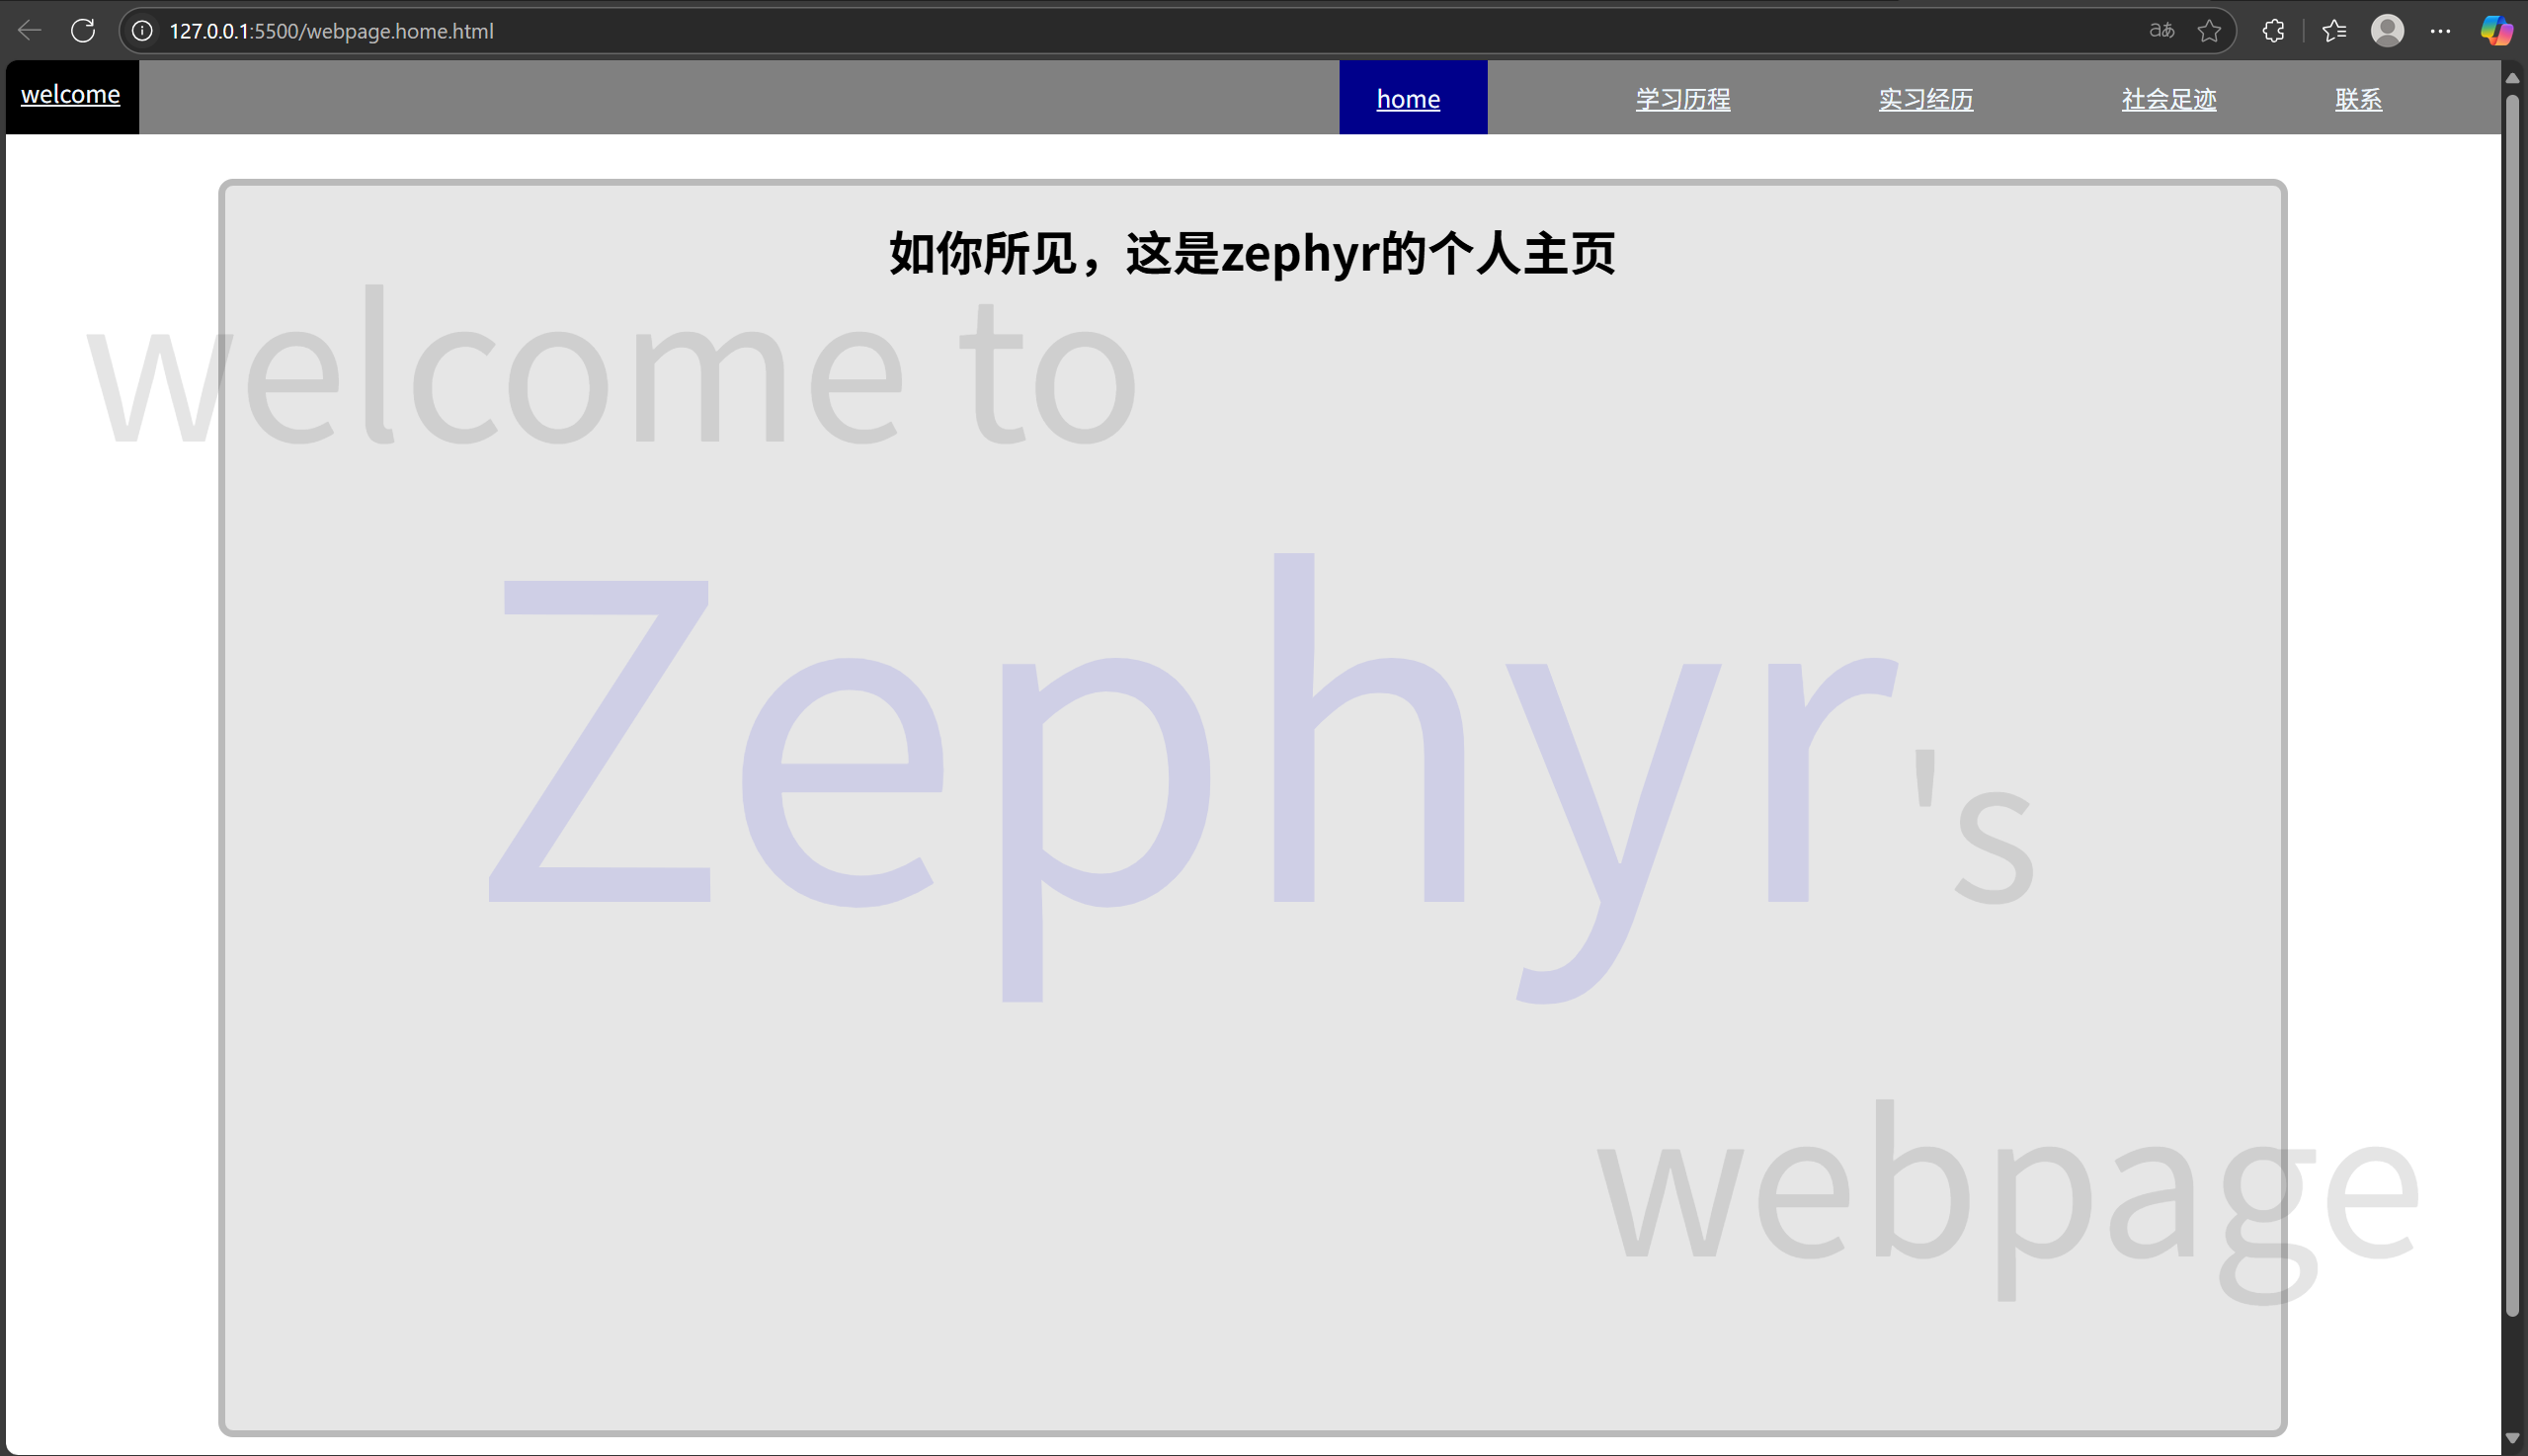 127.0.0.1:5500/webpage.home.html
welcome home 学习历程 实习经历 社会足迹 联系
如你所见，这是zephyr的个人主页
welcome to
Zephyr's
webpage